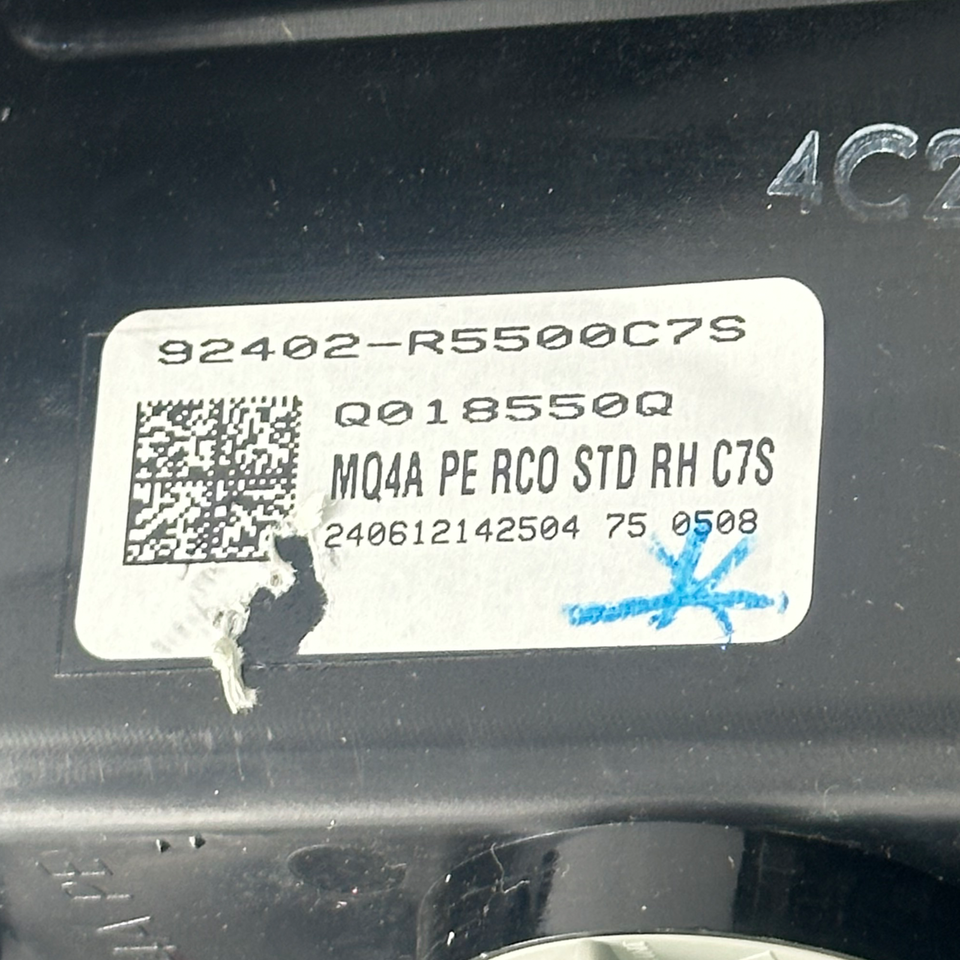 4C2
92402-R5500C7S
Q018550Q
MQ4A PE RCO STD RH C7S
240612142504 75 0508